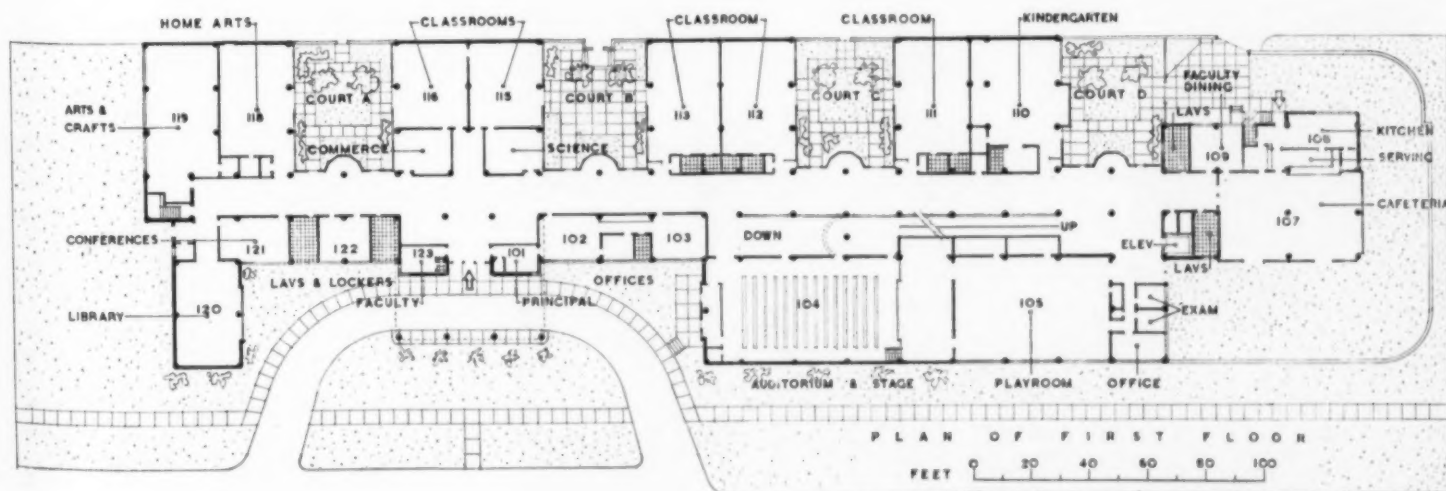 HOME ARTS CLASSROOMS CLASSROOM CLASSROOM KINDERGARTEN
FACULTY
DINING
116 115 COURT A COURT B COURT C COURT D
LAVS
ARTS &
CRAFTS
119 118 113 112 111 110
KITCHEN
108
COMMERCE SCIENCE
109
SERVING
CAFETERIA
107
CONFERENCES
121 122 123 101 102 103
DOWN UP
ELEV
LAVS
LAVS & LOCKERS
OFFICES
FACULTY PRINCIPAL
LIBRARY
120
104 105
EXAM
AUDITORIUM & STAGE PLAYROOM OFFICE
PLAN OF FIRST FLOOR
FEET 0 20 40 60 80 100